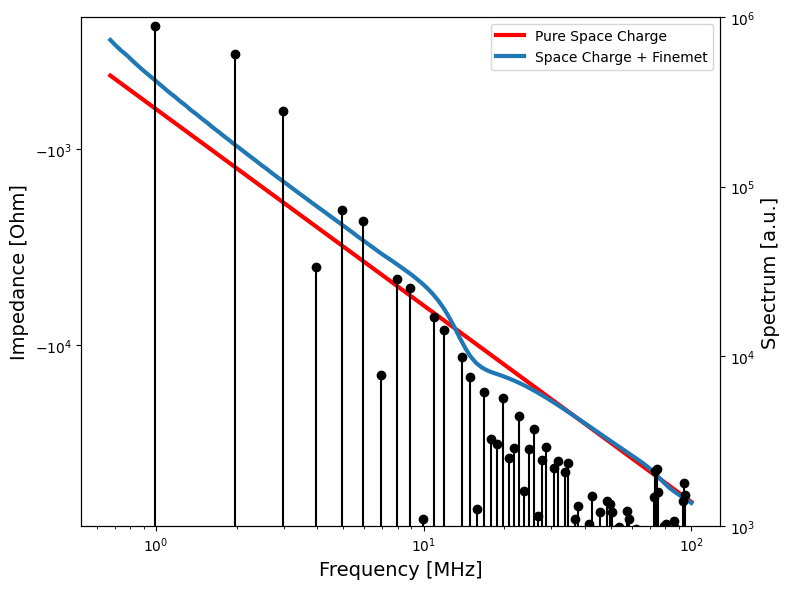 Pure Space Charge
Space Charge + Finemet
Impedance [Ohm]
−10³
−10⁴
10⁶
10⁵
10⁴
10³
Spectrum [a.u.]
10⁰
10¹
10²
Frequency [MHz]